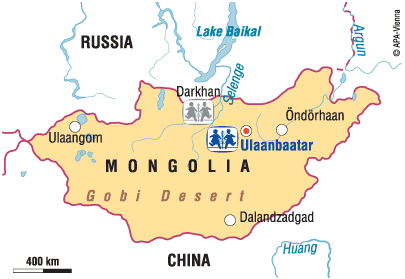 Lake Baikal
RUSSIA
Argun
© APA-Vienna
Darkhan
Selenge
Öndörhaan
Ulaangom
Ulaanbaatar
MONGOLIA
Gobi Desert
Dalandzadgad
Huang
400 km
CHINA